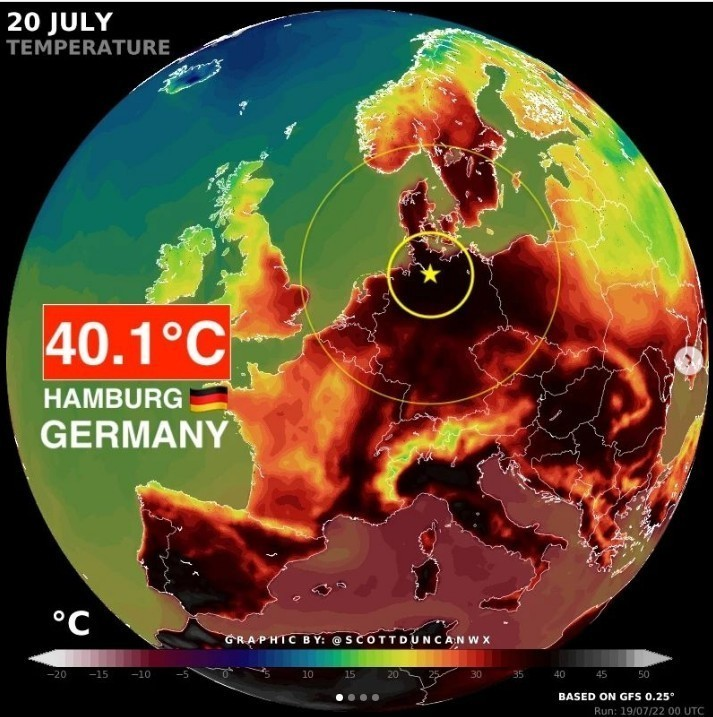 20 JULY
TEMPERATURE
40.1°C
HAMBURG
GERMANY
°C
GRAPHIC BY: @SCOTTDUNCANWX
−20 −15 −10 −5 0 5 10 15 20 25 30 35 40 45 50
BASED ON GFS 0.25°
Run: 19/07/22 00 UTC